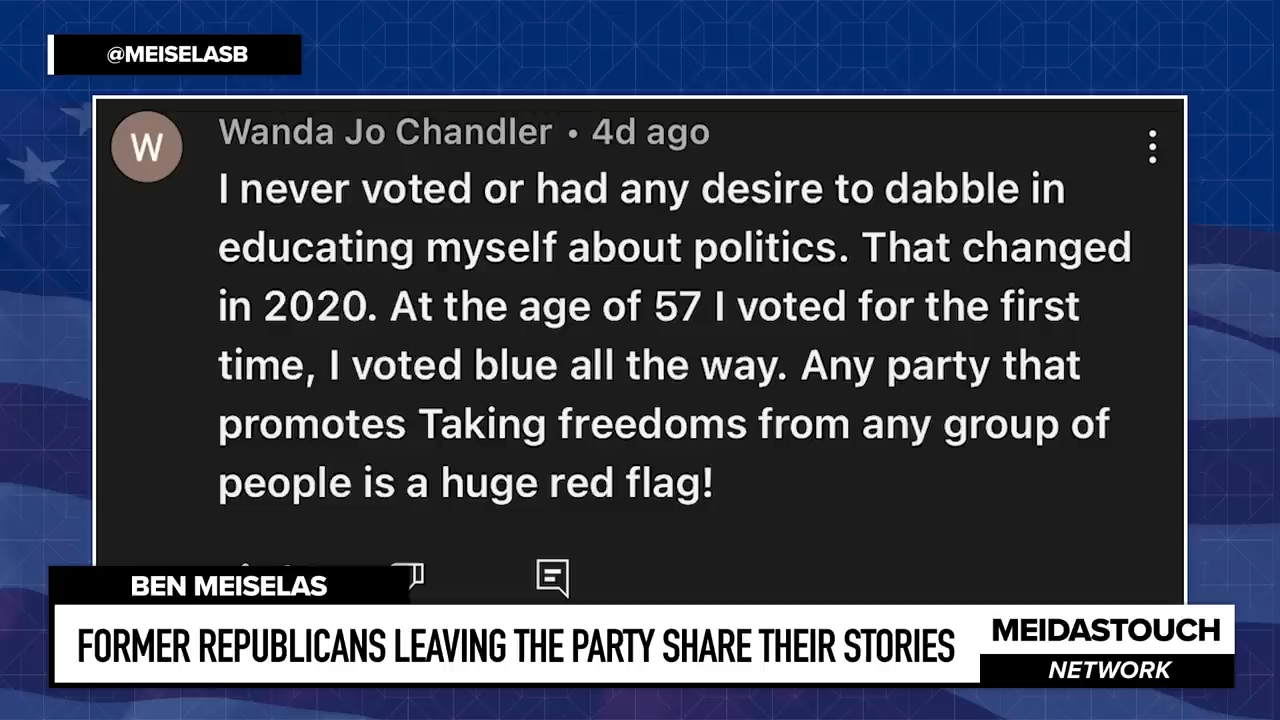 @MEISELASB
W
Wanda Jo Chandler • 4d ago
I never voted or had any desire to dabble in
educating myself about politics. That changed
in 2020. At the age of 57 I voted for the first
time, I voted blue all the way. Any party that
promotes Taking freedoms from any group of
people is a huge red flag!
BEN MEISELAS
FORMER REPUBLICANS LEAVING THE PARTY SHARE THEIR STORIES
MEIDASTOUCH
NETWORK